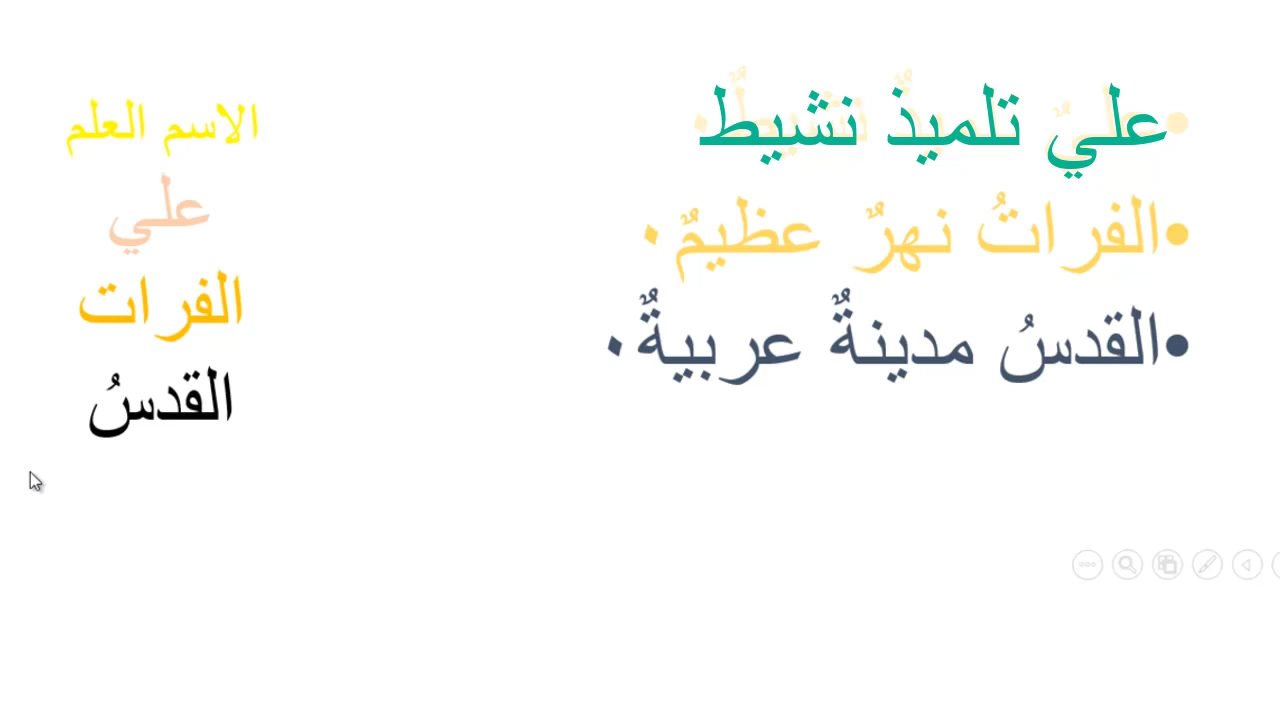 •عليّ تلميذٌ نشيطٌ.
•الفراتُ نهرٌ عظيمٌ.
•القدسُ مدينةٌ عربيةٌ.
الاسم العلم
علي
الفرات
القدسُ